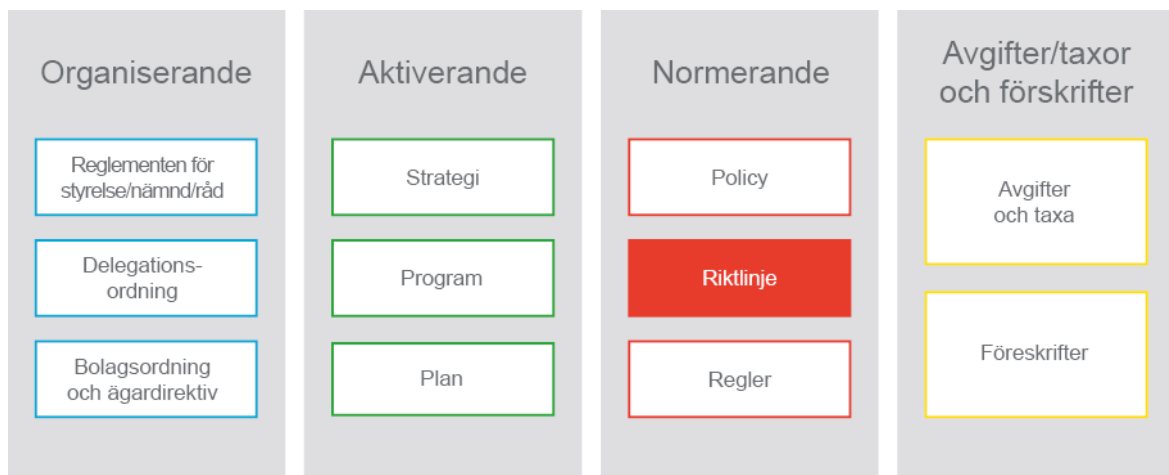 Organiserande
Reglementen för
styrelse/nämnd/råd
Delegations-
ordning
Bolagsordning
och ägardirektiv
Aktiverande
Strategi
Program
Plan
Normerande
Policy
Riktlinje
Regler
Avgifter/taxor
och förskrifter
Avgifter
och taxa
Föreskrifter